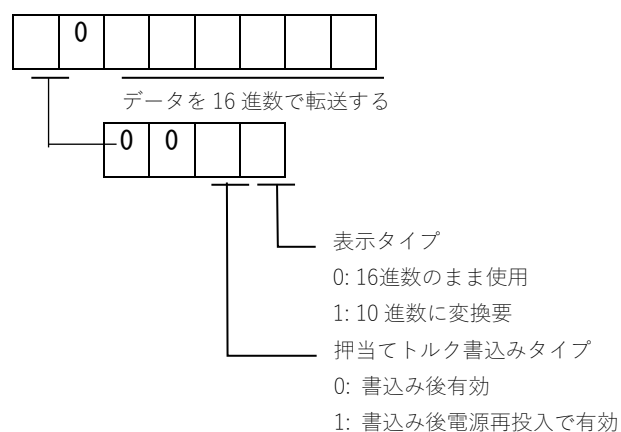 0
データを 16 進数で転送する
0 0
表示タイプ
0: 16進数のまま使用
1: 10 進数に変換要
押当てトルク書込みタイプ
0: 書込み後有効
1: 書込み後電源再投入で有効